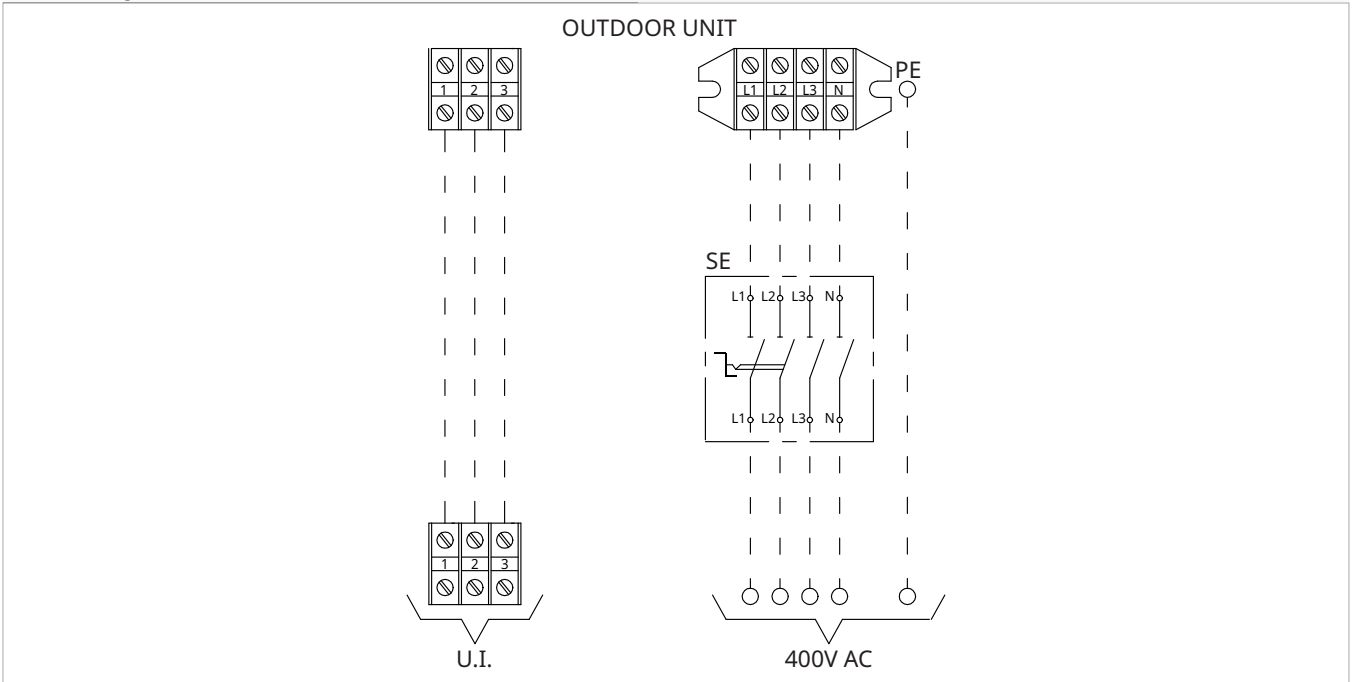 OUTDOOR UNIT
PE
1 2 3
L1 L2 L3 N
SE
L1 L2 L3 N
L1 L2 L3 N
1 2 3
U.I.
400V AC